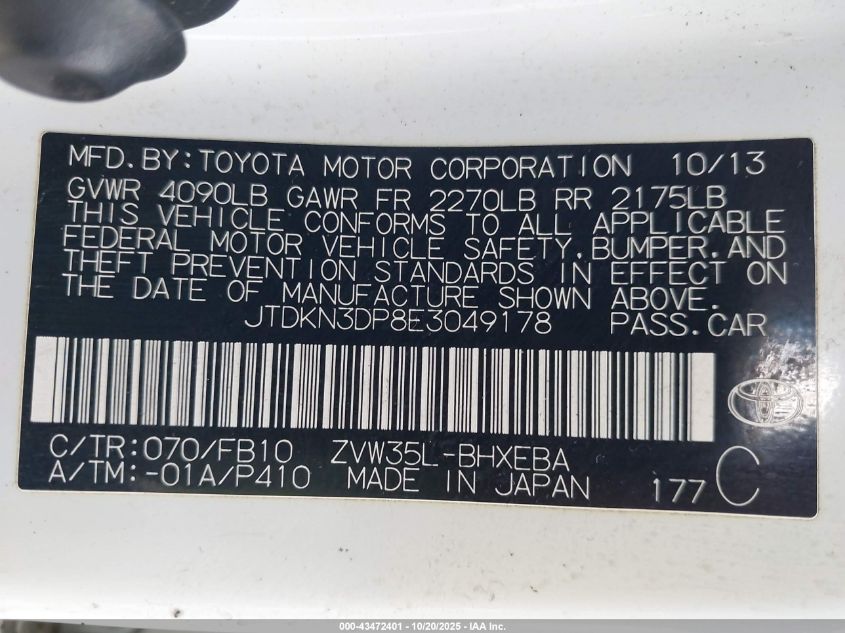 MFD.BY:TOYOTA MOTOR CORPORATION 10/13
GVWR 4090LB GAWR FR 2270LB RR 2175LB
THIS VEHICLE CONFORMS TO ALL APPLICABLE
FEDERAL MOTOR VEHICLE SAFETY,BUMPER,AND
THEFT PREVENTION STANDARDS IN EFFECT ON
THE DATE OF MANUFACTURE SHOWN ABOVE.
JTDKN3DP8E3049178 PASS.CAR
C/TR:070/FB10 ZVW35L-BHXEBA
A/TM:-01A/P410 MADE IN JAPAN 177 C
000-43472401 - 10/20/2025 - IAA Inc.